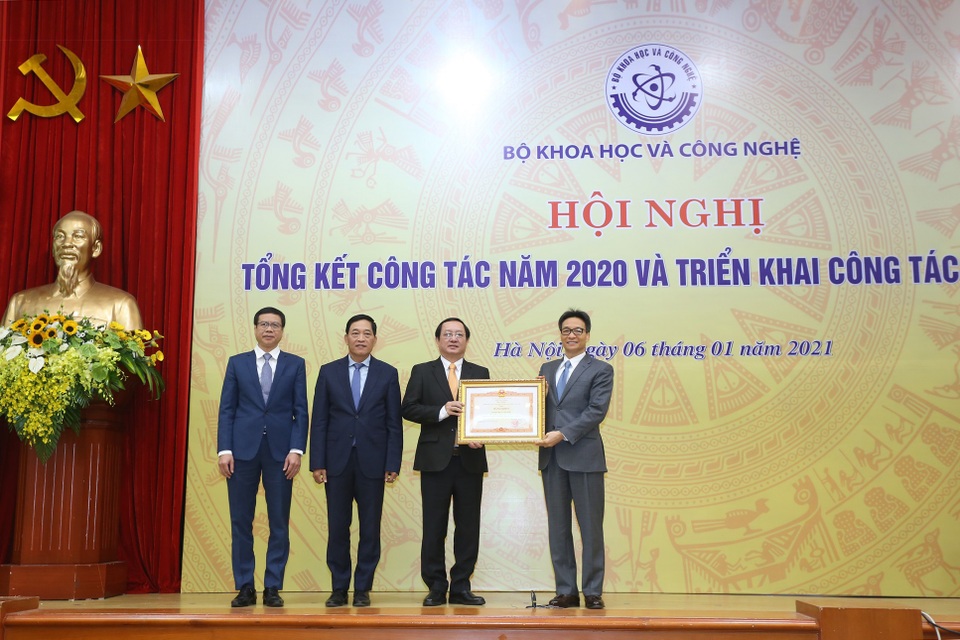 BỘ KHOA HỌC VÀ CÔNG NGHỆ
BỘ KHOA HỌC VÀ CÔNG NGHỆ
HỘI NGHỊ
TỔNG KẾT CÔNG TÁC NĂM 2020 VÀ TRIỂN KHAI CÔNG TÁC
Hà Nội, ngày 06 tháng 01 năm 2021